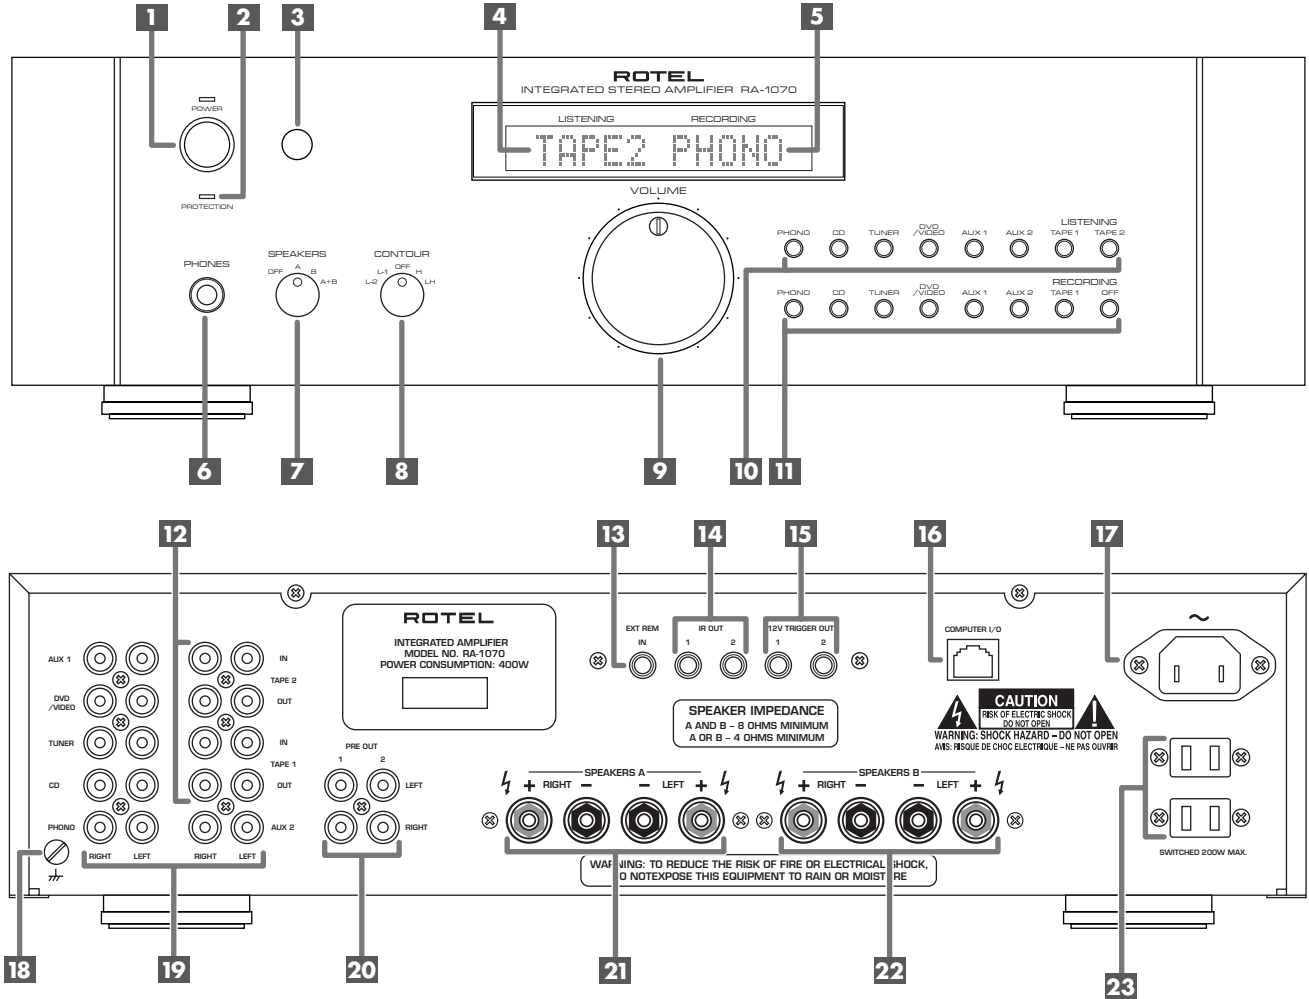 1 2 3 4 5
ROTEL
INTEGRATED STEREO AMPLIFIER RA-1070
POWER
LISTENING RECORDING
TAPE2 PHONO
PROTECTION
VOLUME
PHONES
SPEAKERS
OFF A B A+B
CONTOUR
L-2 L-1 OFF H LH
LISTENING
PHONO CD TUNER DVD /VIDEO AUX 1 AUX 2 TAPE 1 TAPE 2
RECORDING
PHONO CD TUNER DVD /VIDEO AUX 1 AUX 2 TAPE 1 OFF
6 7 8 9 10 11
12 13 14 15 16 17
ROTEL
INTEGRATED AMPLIFIER
MODEL NO. RA-1070
POWER CONSUMPTION: 400W
EXT REM
IN
IR OUT
1 2
12V TRIGGER OUT
1 2
COMPUTER I/O
~
AUX 1
DVD
/VIDEO
TUNER
CD
PHONO
IN
TAPE 2
OUT
IN
TAPE 1
OUT
AUX 2
RIGHT LEFT RIGHT LEFT
PRE OUT
1 2
LEFT
RIGHT
SPEAKER IMPEDANCE
A AND B – 8 OHMS MINIMUM
A OR B – 4 OHMS MINIMUM
CAUTION
RISK OF ELECTRIC SHOCK
DO NOT OPEN
WARNING: SHOCK HAZARD – DO NOT OPEN
AVIS: RISQUE DE CHOC ELECTRIQUE – NE PAS OUVRIR
SPEAKERS A
+ RIGHT – – LEFT +
SPEAKERS B
+ RIGHT – – LEFT +
WARNING: TO REDUCE THE RISK OF FIRE OR ELECTRICAL SHOCK,
DO NOTEXPOSE THIS EQUIPMENT TO RAIN OR MOISTURE
SWITCHED 200W MAX.
18 19 20 21 22 23